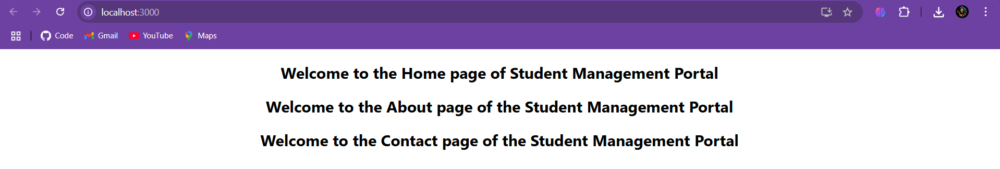 localhost:3000
Code Gmail YouTube Maps
Welcome to the Home page of Student Management Portal
Welcome to the About page of the Student Management Portal
Welcome to the Contact page of the Student Management Portal